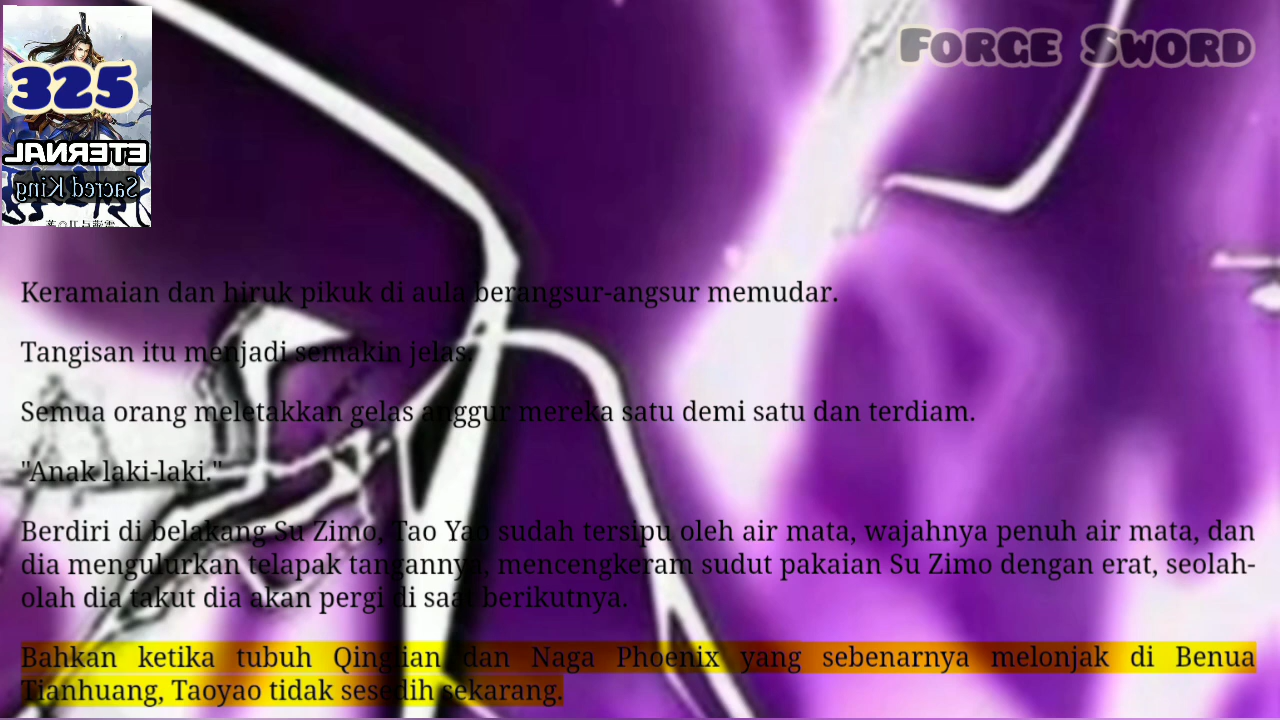 FORGE SWORD
325
ETERNAL
Sacred King
Keramaian dan hiruk pikuk di aula berangsur-angsur memudar.
Tangisan itu menjadi semakin jelas.
Semua orang meletakkan gelas anggur mereka satu demi satu dan terdiam.
"Anak laki-laki."
Berdiri di belakang Su Zimo, Tao Yao sudah tersipu oleh air mata, wajahnya penuh air mata, dan
dia mengulurkan telapak tangannya, mencengkeram sudut pakaian Su Zimo dengan erat, seolah-
olah dia takut dia akan pergi di saat berikutnya.
Bahkan ketika tubuh Qinglian dan Naga Phoenix yang sebenarnya melonjak di Benua
Tianhuang, Taoyao tidak sesedih sekarang.